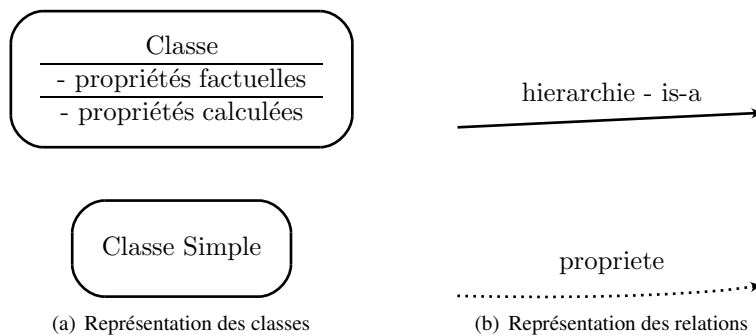 Classe
- propriétés factuelles
- propriétés calculées
hierarchie - is-a
Classe Simple
propriete
(a) Représentation des classes
(b) Représentation des relations